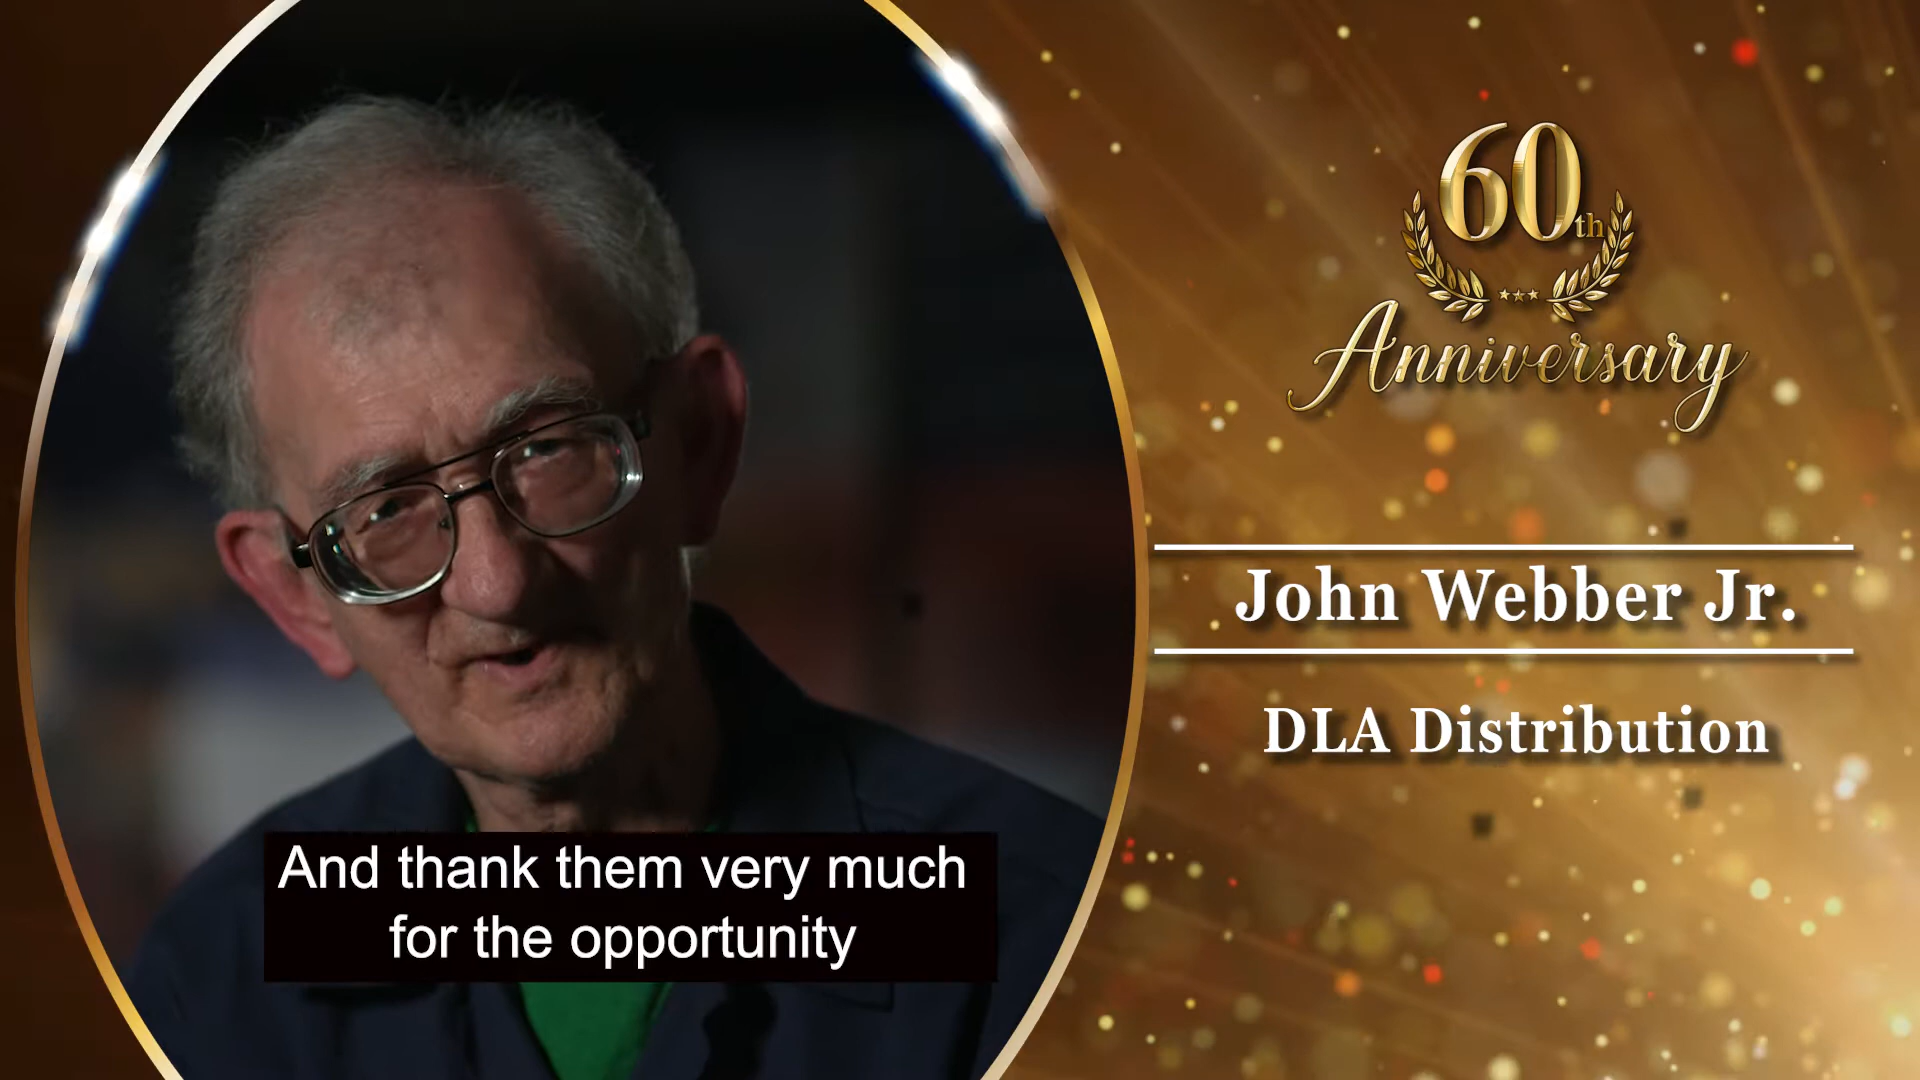 60th
Anniversary
John Webber Jr.
DLA Distribution
And thank them very much
for the opportunity